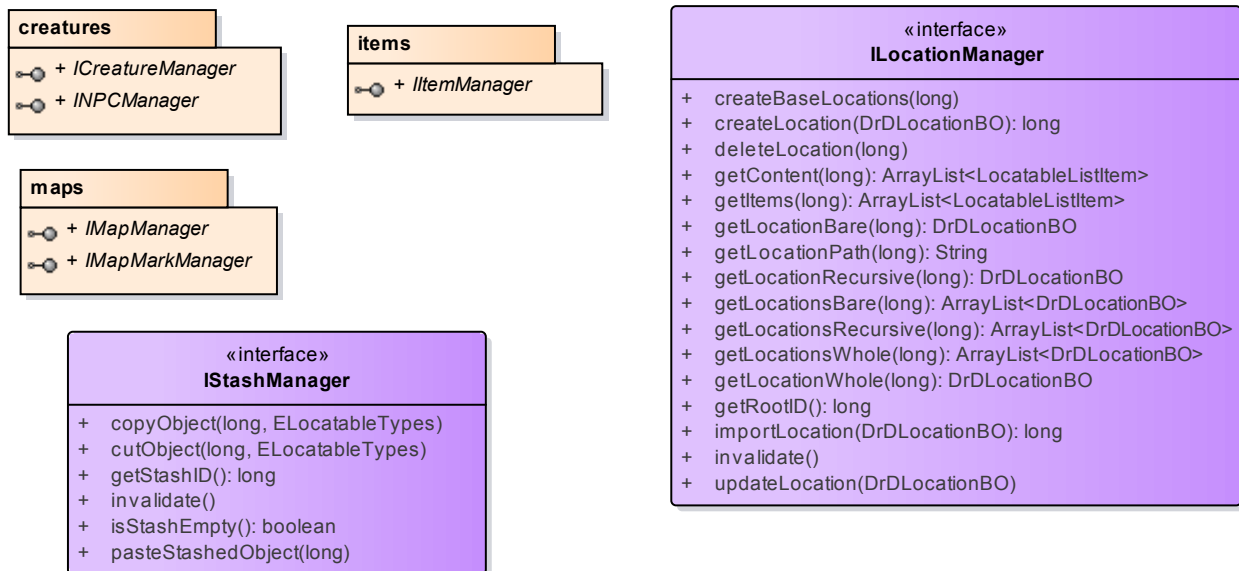 creatures
+ ICreatureManager
+ INPCManager
items
+ IItemManager
maps
+ IMapManager
+ IMapMarkManager
«interface»
IStashManager
+ copyObject(long, ELocatableTypes)
+ cutObject(long, ELocatableTypes)
+ getStashID(): long
+ invalidate()
+ isStashEmpty(): boolean
+ pasteStashedObject(long)
«interface»
ILocationManager
+ createBaseLocations(long)
+ createLocation(DrDLocationBO): long
+ deleteLocation(long)
+ getContent(long): ArrayList<LocatableListItem>
+ getItems(long): ArrayList<LocatableListItem>
+ getLocationBare(long): DrDLocationBO
+ getLocationPath(long): String
+ getLocationRecursive(long): DrDLocationBO
+ getLocationsBare(long): ArrayList<DrDLocationBO>
+ getLocationsRecursive(long): ArrayList<DrDLocationBO>
+ getLocationsWhole(long): ArrayList<DrDLocationBO>
+ getLocationWhole(long): DrDLocationBO
+ getRootID(): long
+ importLocation(DrDLocationBO): long
+ invalidate()
+ updateLocation(DrDLocationBO)